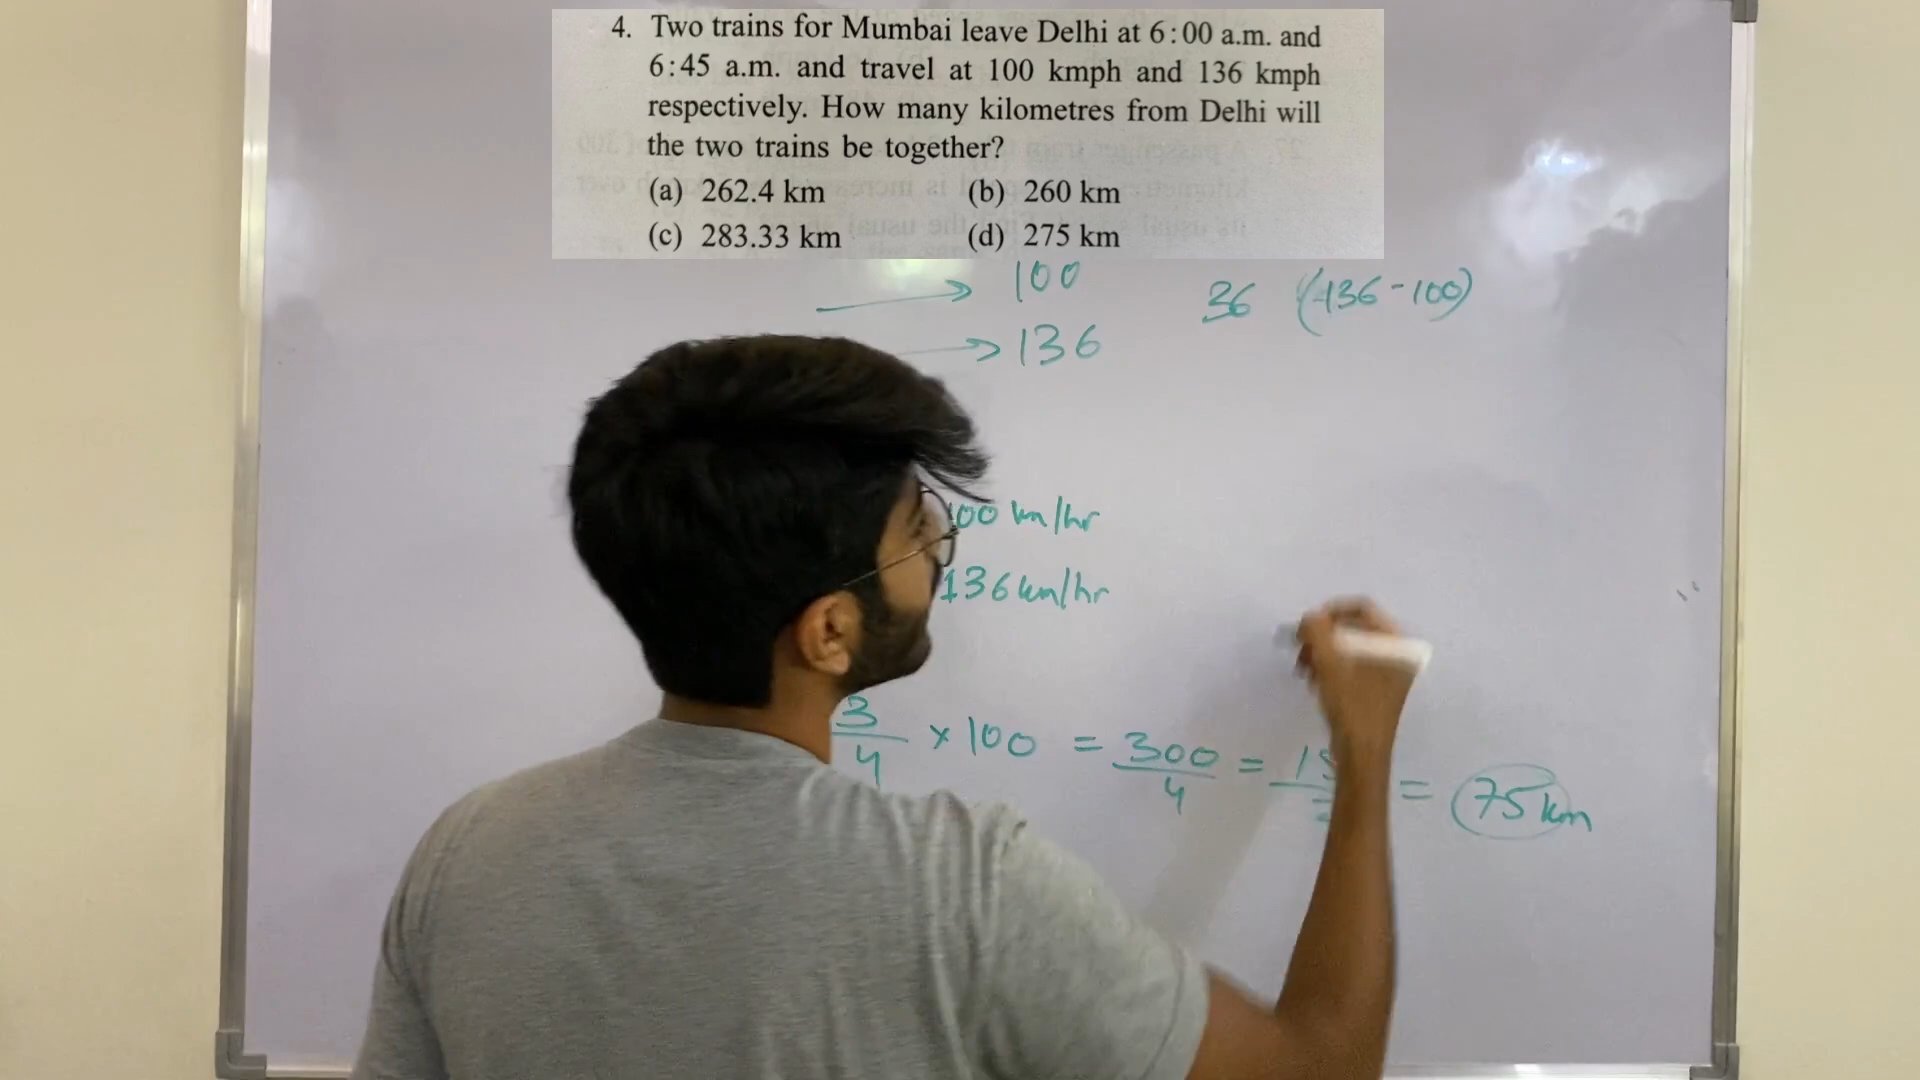 4. Two trains for Mumbai leave Delhi at 6:00 a.m. and
6:45 a.m. and travel at 100 kmph and 136 kmph
respectively. How many kilometres from Delhi will
the two trains be together?
(a) 262.4 km (b) 260 km
(c) 283.33 km (d) 275 km
→ 100
→ 136
36 (136-100)
100 km/hr
136 km/hr
3/4 × 100 = 300/4 = = 75 km